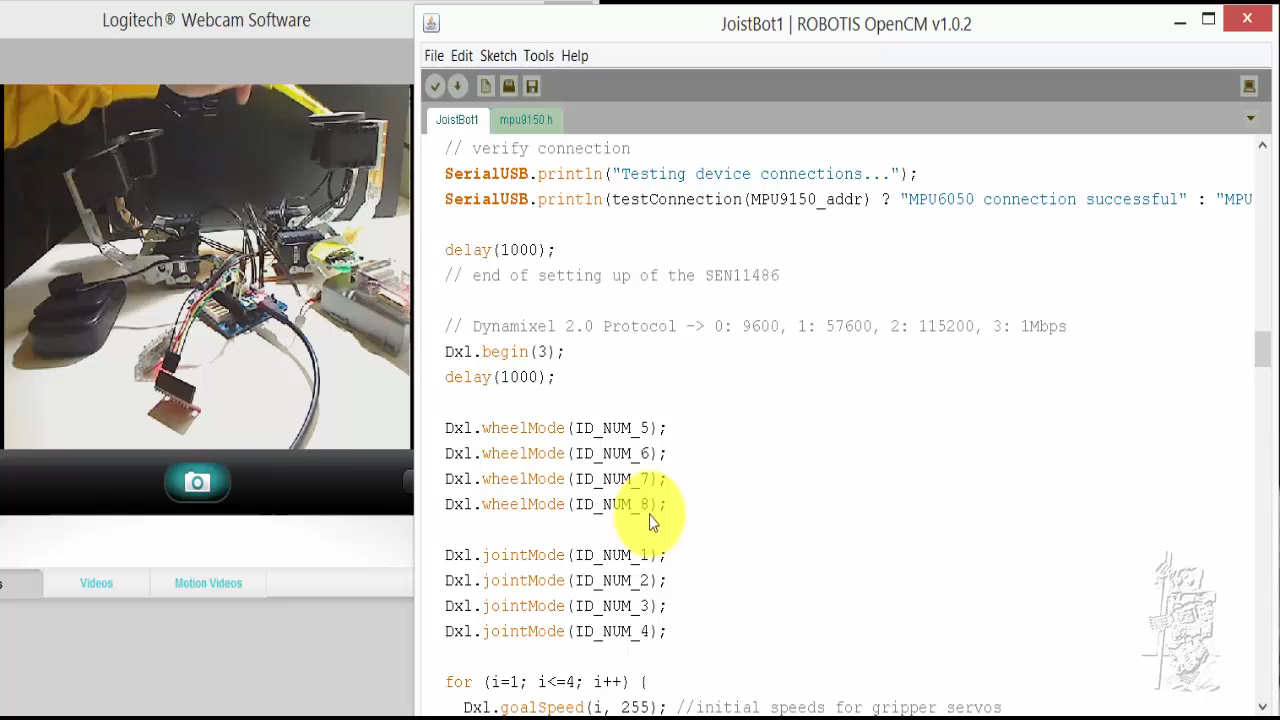 Logitech® Webcam Software
JoistBot1 | ROBOTIS OpenCM v1.0.2
File Edit Sketch Tools Help
JoistBot1 mpu9150.h
// verify connection
SerialUSB.println("Testing device connections...");
SerialUSB.println(testConnection(MPU9150_addr) ? "MPU6050 connection successful" : "MPU
delay(1000);
// end of setting up of the SEN11486
// Dynamixel 2.0 Protocol -> 0: 9600, 1: 57600, 2: 115200, 3: 1Mbps
Dxl.begin(3);
delay(1000);
Dxl.wheelMode(ID_NUM_5);
Dxl.wheelMode(ID_NUM_6);
Dxl.wheelMode(ID_NUM_7);
Dxl.wheelMode(ID_NUM_8);
Dxl.jointMode(ID_NUM_1);
Dxl.jointMode(ID_NUM_2);
Dxl.jointMode(ID_NUM_3);
Dxl.jointMode(ID_NUM_4);
for (i=1; i<=4; i++) {
Dxl.goalSpeed(i, 255); //initial speeds for gripper servos
s Videos Motion Videos